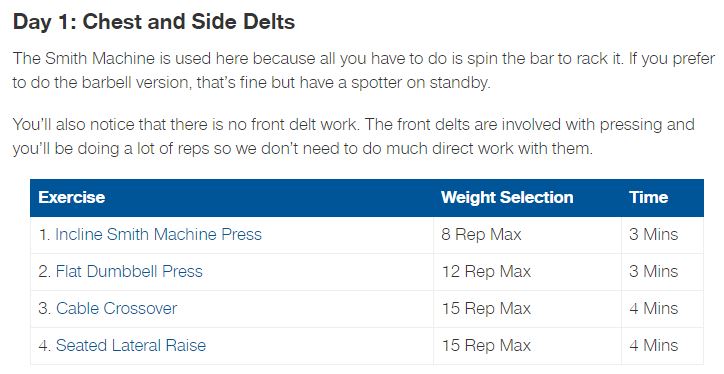 Day 1: Chest and Side Delts
The Smith Machine is used here because all you have to do is spin the bar to rack it. If you prefer
to do the barbell version, that's fine but have a spotter on standby.
You'll also notice that there is no front delt work. The front delts are involved with pressing and
you'll be doing a lot of reps so we don't need to do much direct work with them.
Exercise Weight Selection Time
1. Incline Smith Machine Press 8 Rep Max 3 Mins
2. Flat Dumbbell Press 12 Rep Max 3 Mins
3. Cable Crossover 15 Rep Max 4 Mins
4. Seated Lateral Raise 15 Rep Max 4 Mins